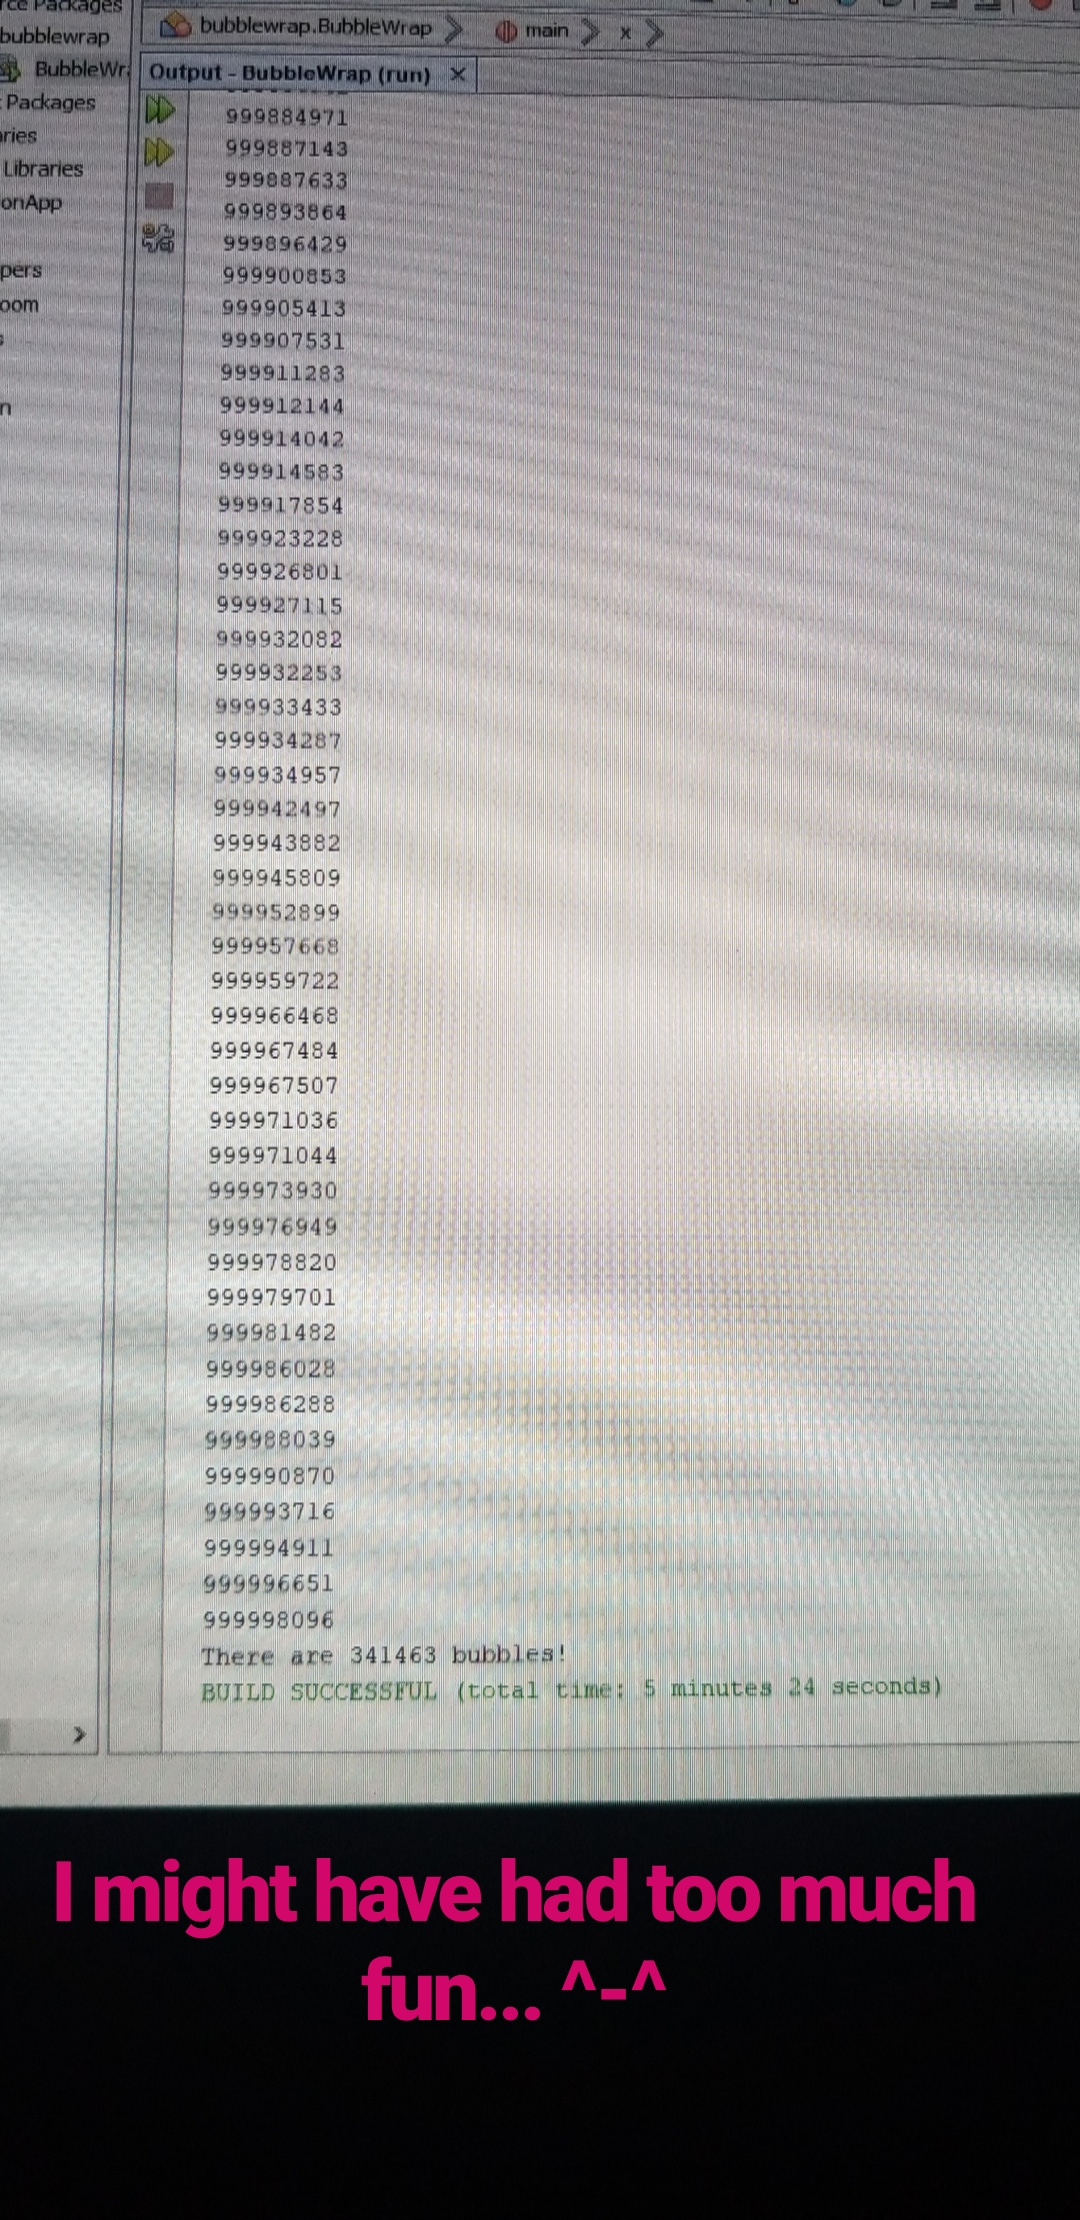 rce Packages
bubblewrap
BubbleWr
Packages
aries
Libraries
onApp
pers
oom
n
bubblewrap.BubbleWrap main x
Output - BubbleWrap (run) ×
999884971
999887143
999887633
999893864
999896429
999900853
999905413
999907531
999911283
999912144
999914042
999914583
999917854
999923228
999926801
999927115
999932082
999932253
999933433
999934287
999934957
999942497
999943882
999945809
999952899
999957668
999959722
999966468
999967484
999967507
999971036
999971044
999973930
999976949
999978820
999979701
999981482
999986028
999986288
999988039
999990870
999993716
999994911
999996651
999998096
There are 341463 bubbles!
BUILD SUCCESSFUL (total time: 5 minutes 24 seconds)
I might have had too much
fun... ^-^